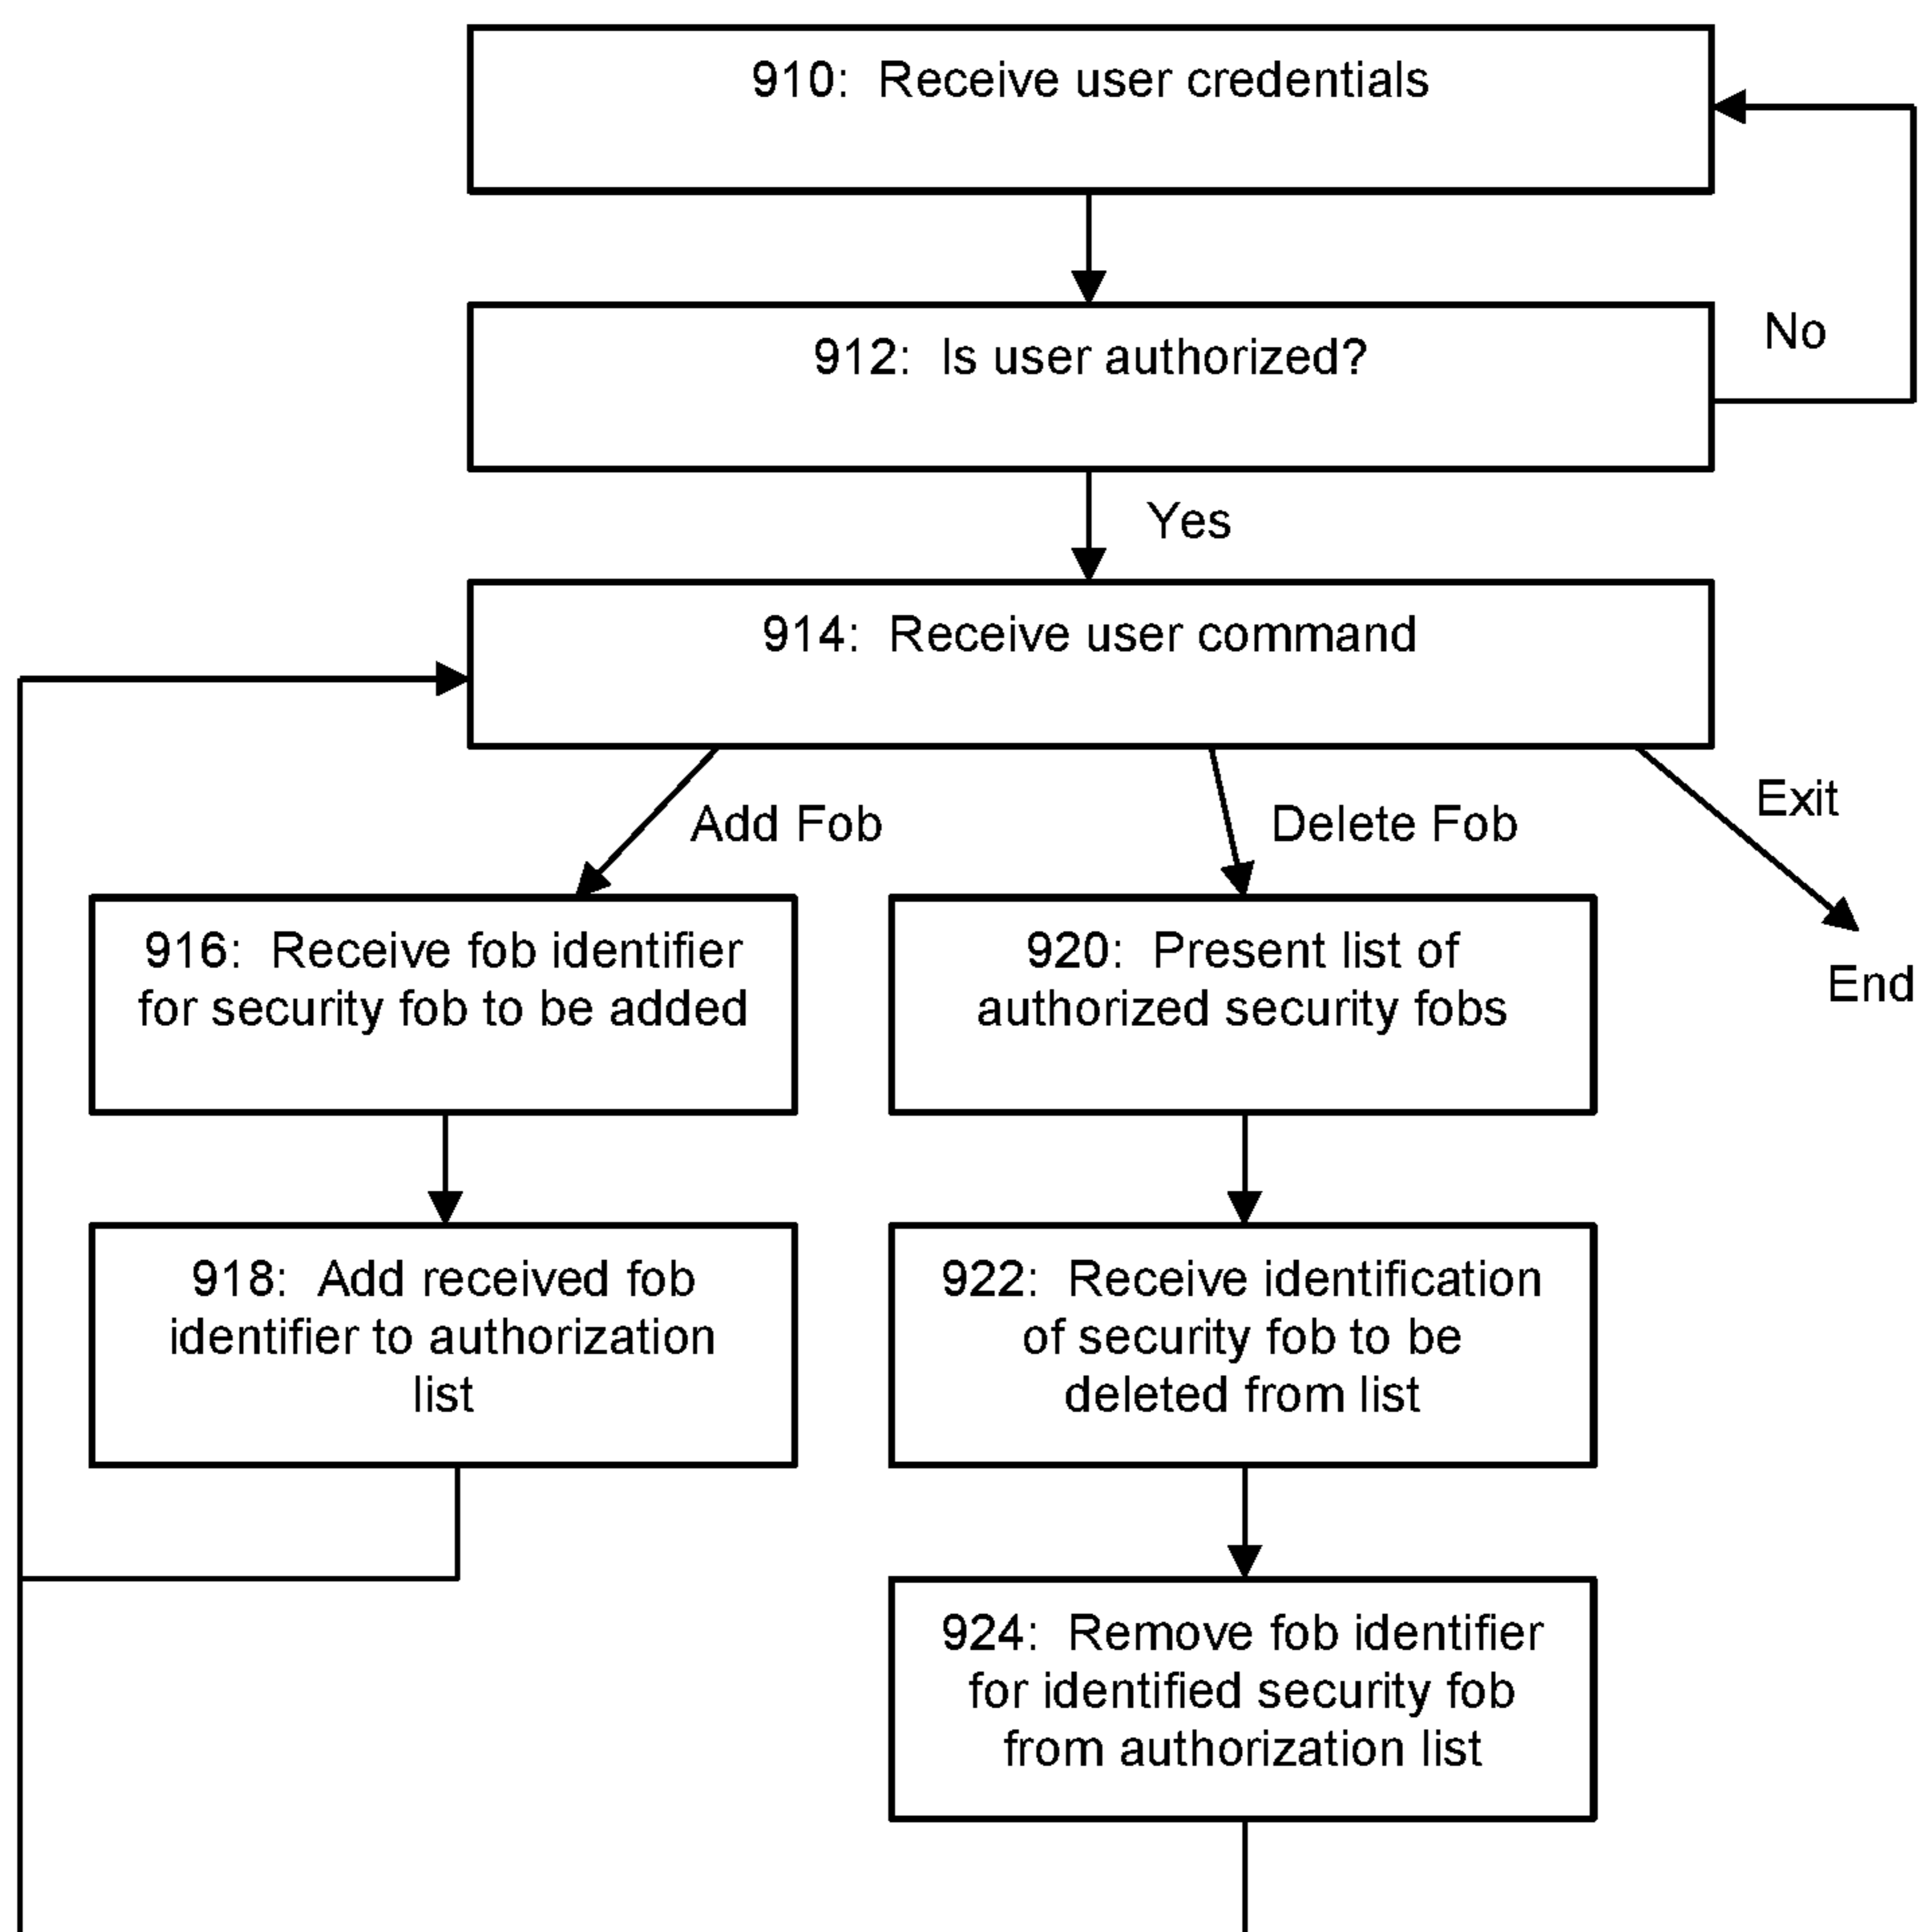 910:  Receive user credentials
912:  Is user authorized?
No
Yes
914:  Receive user command
Add Fob
Delete Fob
Exit
End
916:  Receive fob identifier
for security fob to be added
920:  Present list of
authorized security fobs
918:  Add received fob
identifier to authorization
list
922:  Receive identification
of security fob to be
deleted from list
924:  Remove fob identifier
for identified security fob
from authorization list